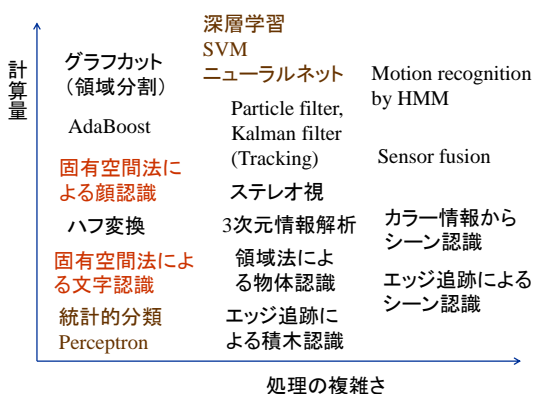 計算量
グラフカット
(領域分割)
AdaBoost
固有空間法に
よる顔認識
ハフ変換
固有空間法によ
る文字認識
統計的分類
Perceptron
深層学習
SVM
ニューラルネット
Particle filter,
Kalman filter
(Tracking)
ステレオ視
3次元情報解析
領域法によ
る物体認識
エッジ追跡に
よる積木認識
Motion recognition
by HMM
Sensor fusion
カラー情報から
シーン認識
エッジ追跡による
シーン認識
処理の複雑さ